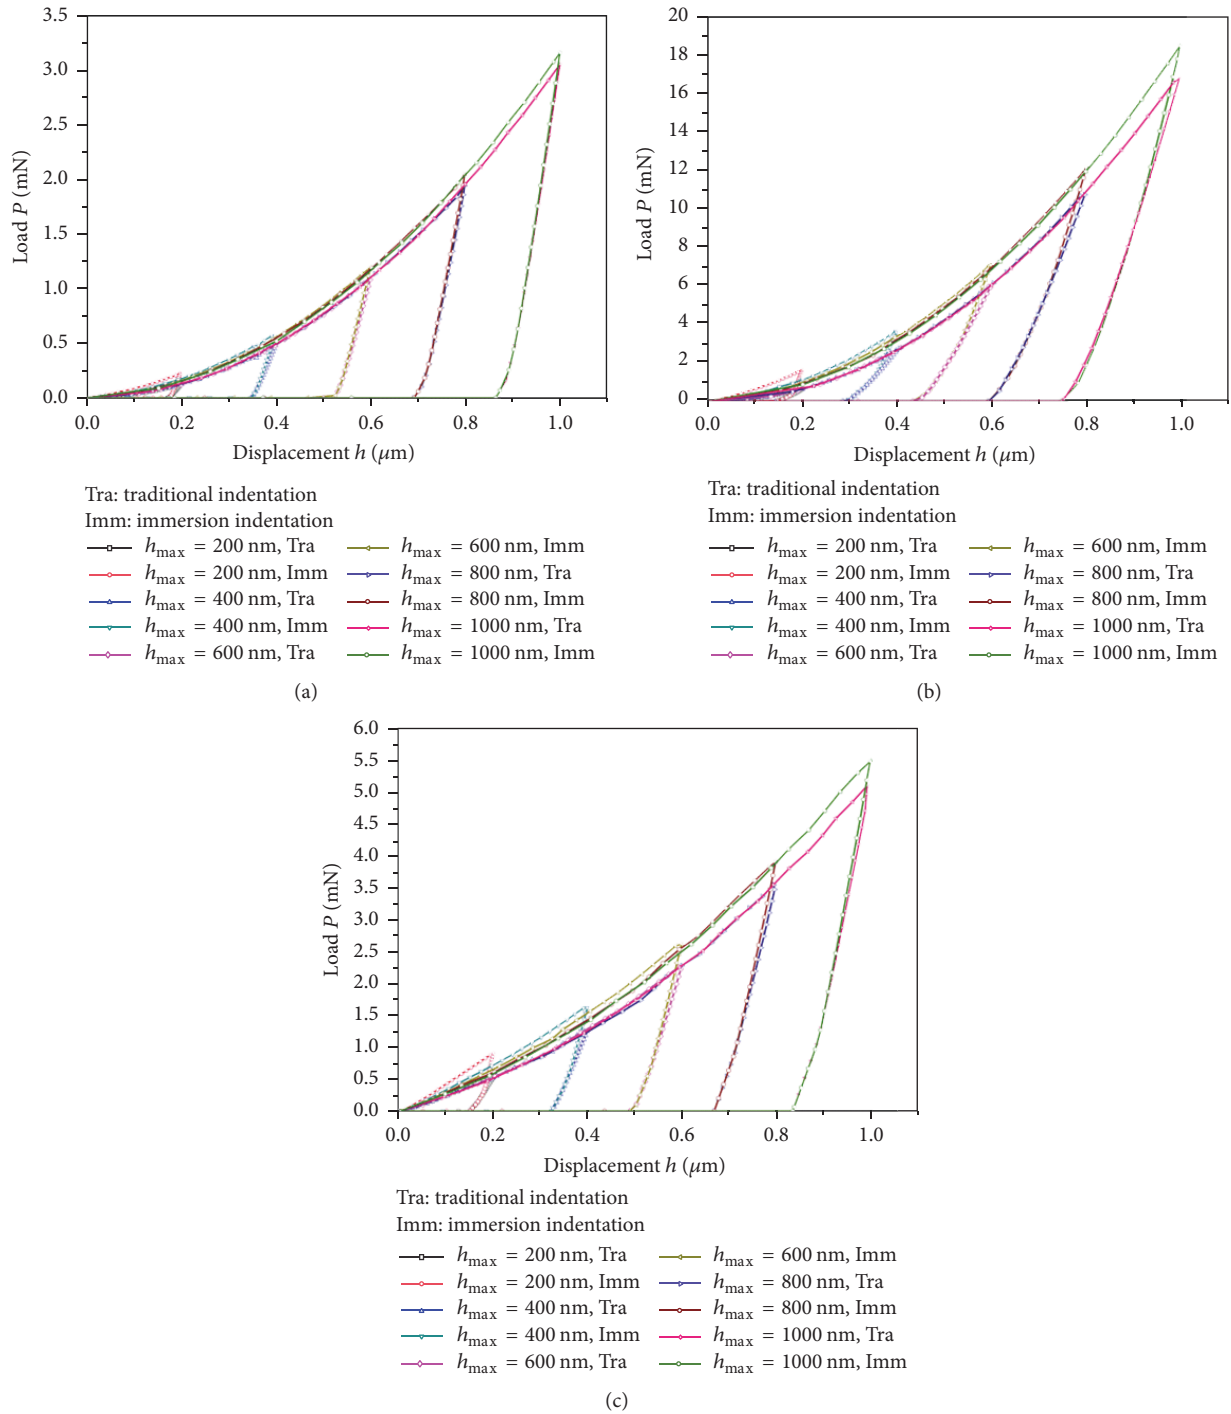 3.5
3.0
2.5
2.0
1.5
1.0
0.5
0.0
Load P (mN)
0.0 0.2 0.4 0.6 0.8 1.0
Displacement h (μm)
Tra: traditional indentation
Imm: immersion indentation
hmax = 200 nm, Tra
hmax = 200 nm, Imm
hmax = 400 nm, Tra
hmax = 400 nm, Imm
hmax = 600 nm, Tra
hmax = 600 nm, Imm
hmax = 800 nm, Tra
hmax = 800 nm, Imm
hmax = 1000 nm, Tra
hmax = 1000 nm, Imm
(a)
20
18
16
14
12
10
8
6
4
2
0
Load P (mN)
0.0 0.2 0.4 0.6 0.8 1.0
Displacement h (μm)
Tra: traditional indentation
Imm: immersion indentation
hmax = 200 nm, Tra
hmax = 200 nm, Imm
hmax = 400 nm, Tra
hmax = 400 nm, Imm
hmax = 600 nm, Tra
hmax = 600 nm, Imm
hmax = 800 nm, Tra
hmax = 800 nm, Imm
hmax = 1000 nm, Tra
hmax = 1000 nm, Imm
(b)
6.0
5.5
5.0
4.5
4.0
3.5
3.0
2.5
2.0
1.5
1.0
0.5
0.0
Load P (mN)
0.0 0.2 0.4 0.6 0.8 1.0
Displacement h (μm)
Tra: traditional indentation
Imm: immersion indentation
hmax = 200 nm, Tra
hmax = 200 nm, Imm
hmax = 400 nm, Tra
hmax = 400 nm, Imm
hmax = 600 nm, Tra
hmax = 600 nm, Imm
hmax = 800 nm, Tra
hmax = 800 nm, Imm
hmax = 1000 nm, Tra
hmax = 1000 nm, Imm
(c)